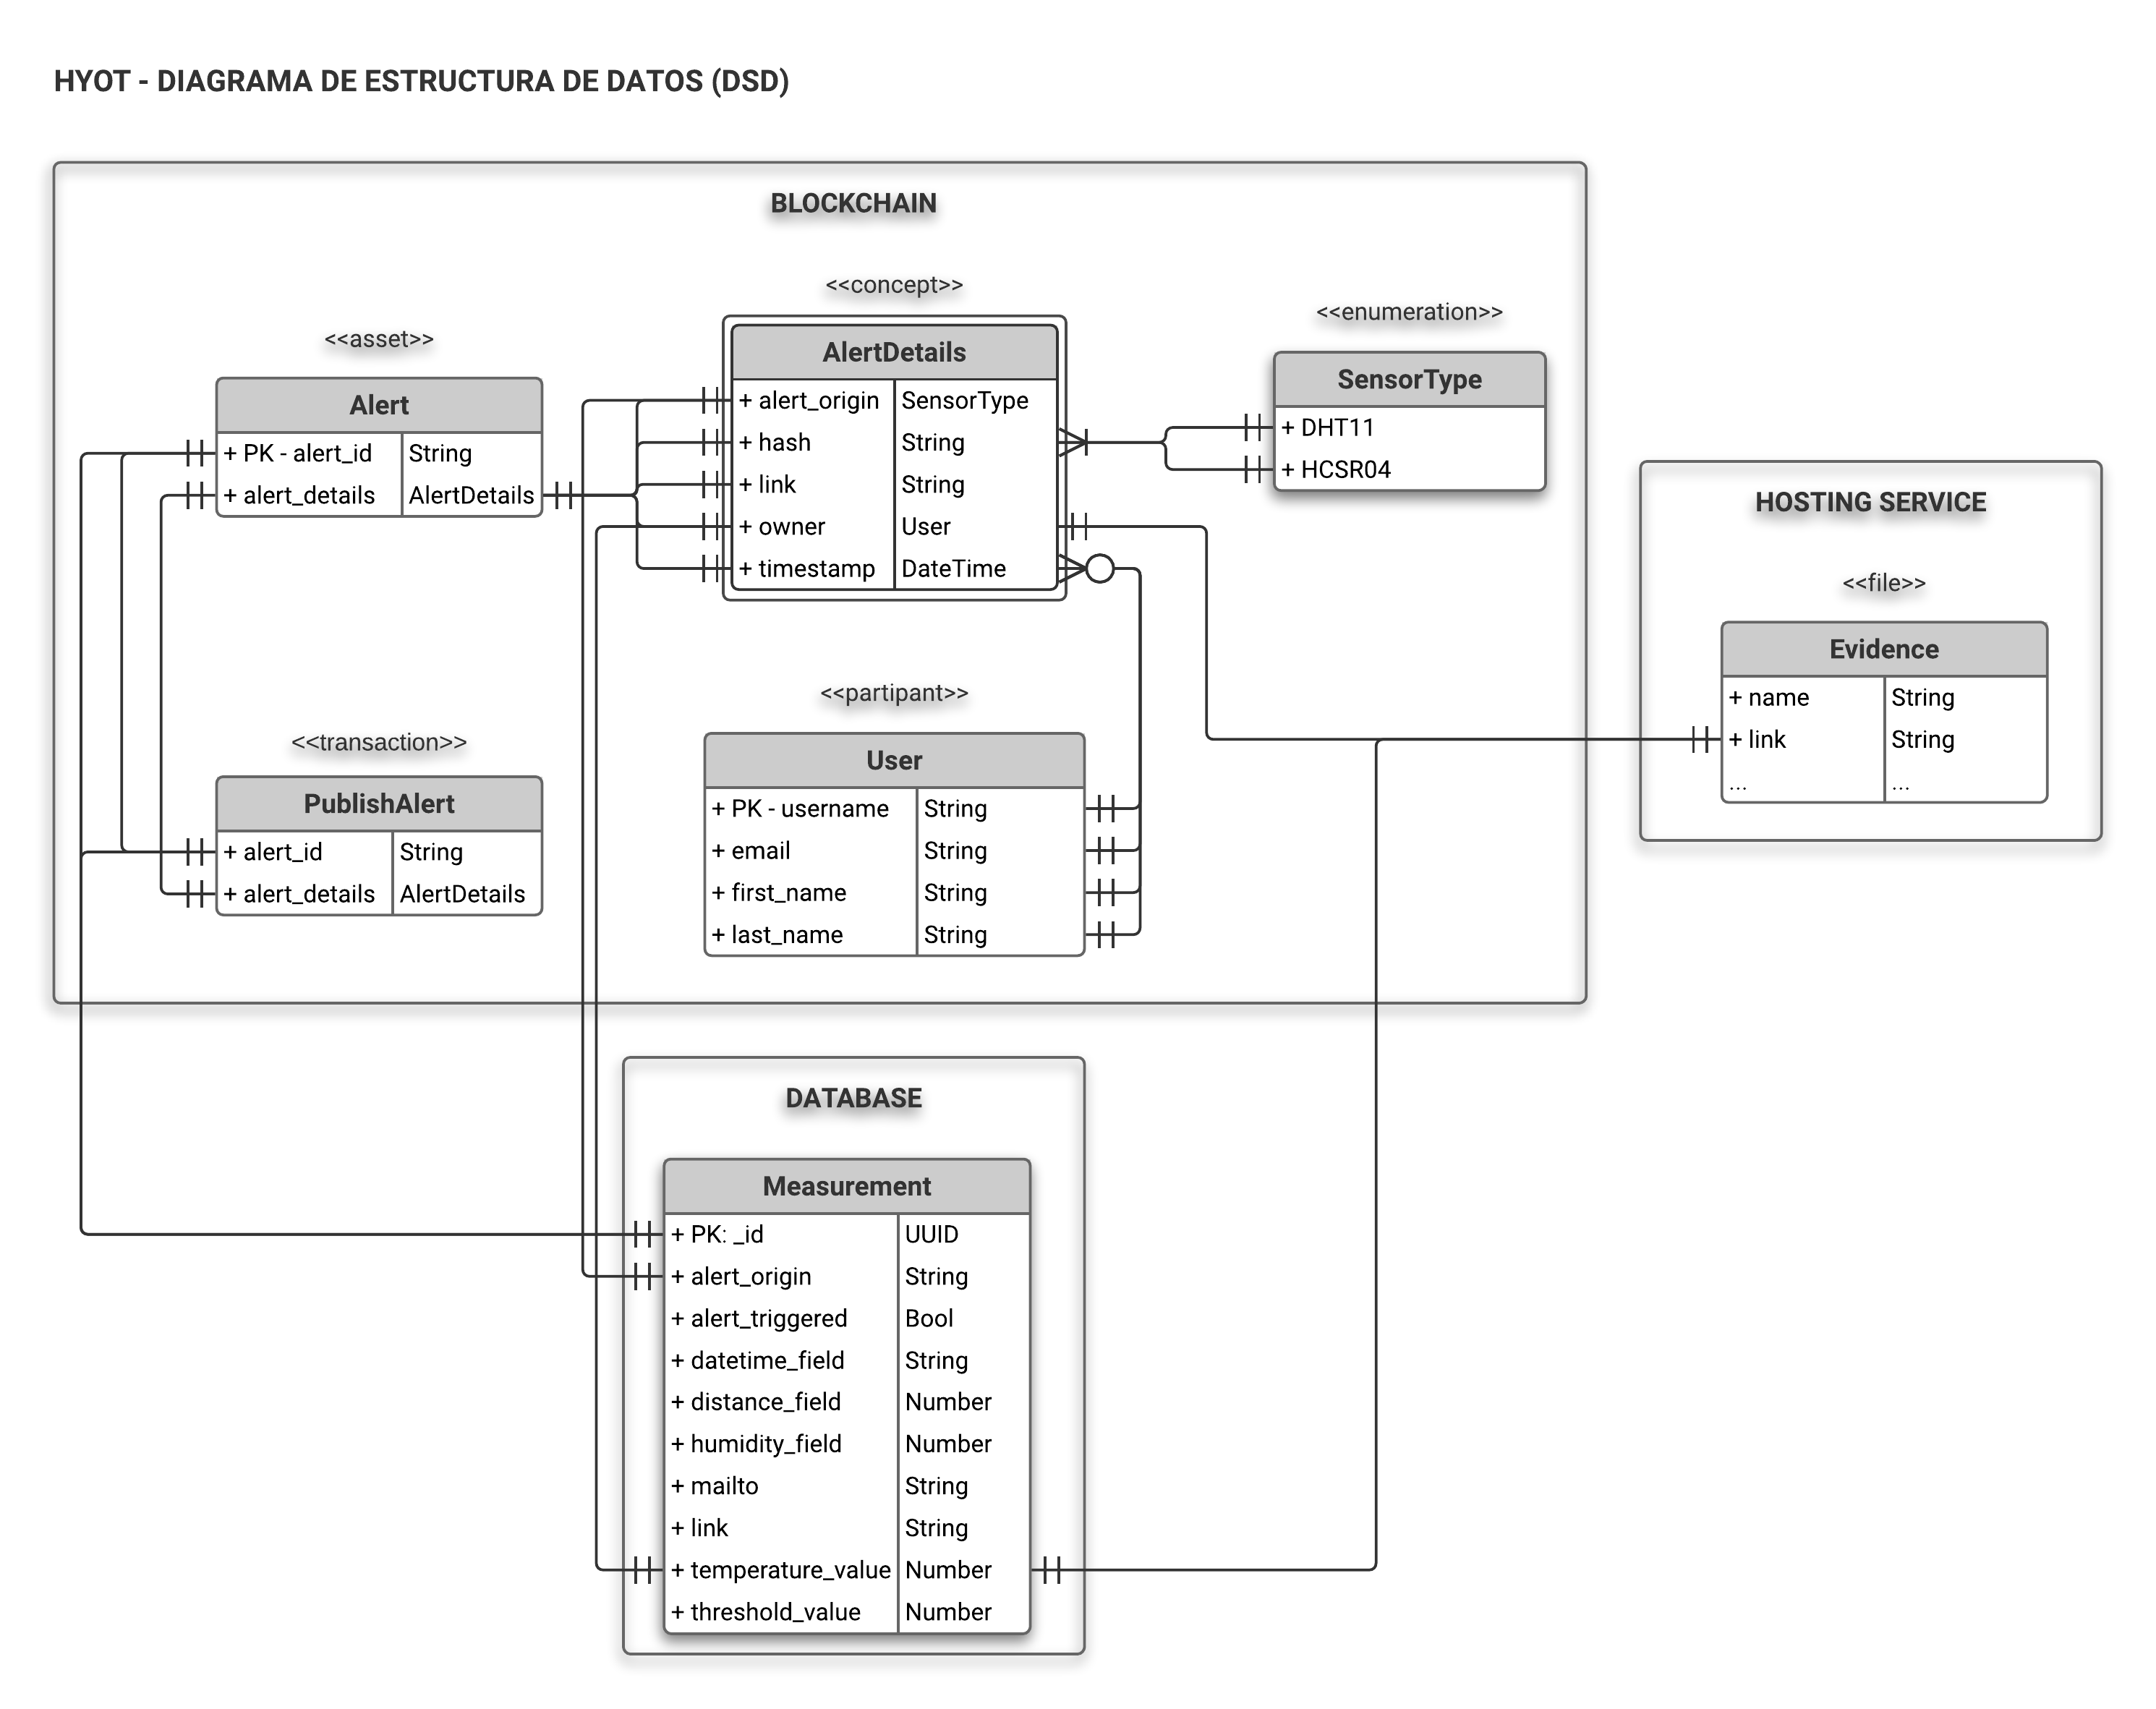 HYOT - DIAGRAMA DE ESTRUCTURA DE DATOS (DSD)
BLOCKCHAIN
<<asset>>
Alert
+ PK - alert_id String
+ alert_details AlertDetails
<<concept>>
AlertDetails
+ alert_origin SensorType
+ hash String
+ link String
+ owner User
+ timestamp DateTime
<<enumeration>>
SensorType
+ DHT11
+ HCSR04
<<transaction>>
PublishAlert
+ alert_id String
+ alert_details AlertDetails
<<partipant>>
User
+ PK - username String
+ email String
+ first_name String
+ last_name String
HOSTING SERVICE
<<file>>
Evidence
+ name String
+ link String
... ...
DATABASE
Measurement
+ PK: _id UUID
+ alert_origin String
+ alert_triggered Bool
+ datetime_field String
+ distance_field Number
+ humidity_field Number
+ mailto String
+ link String
+ temperature_value Number
+ threshold_value Number